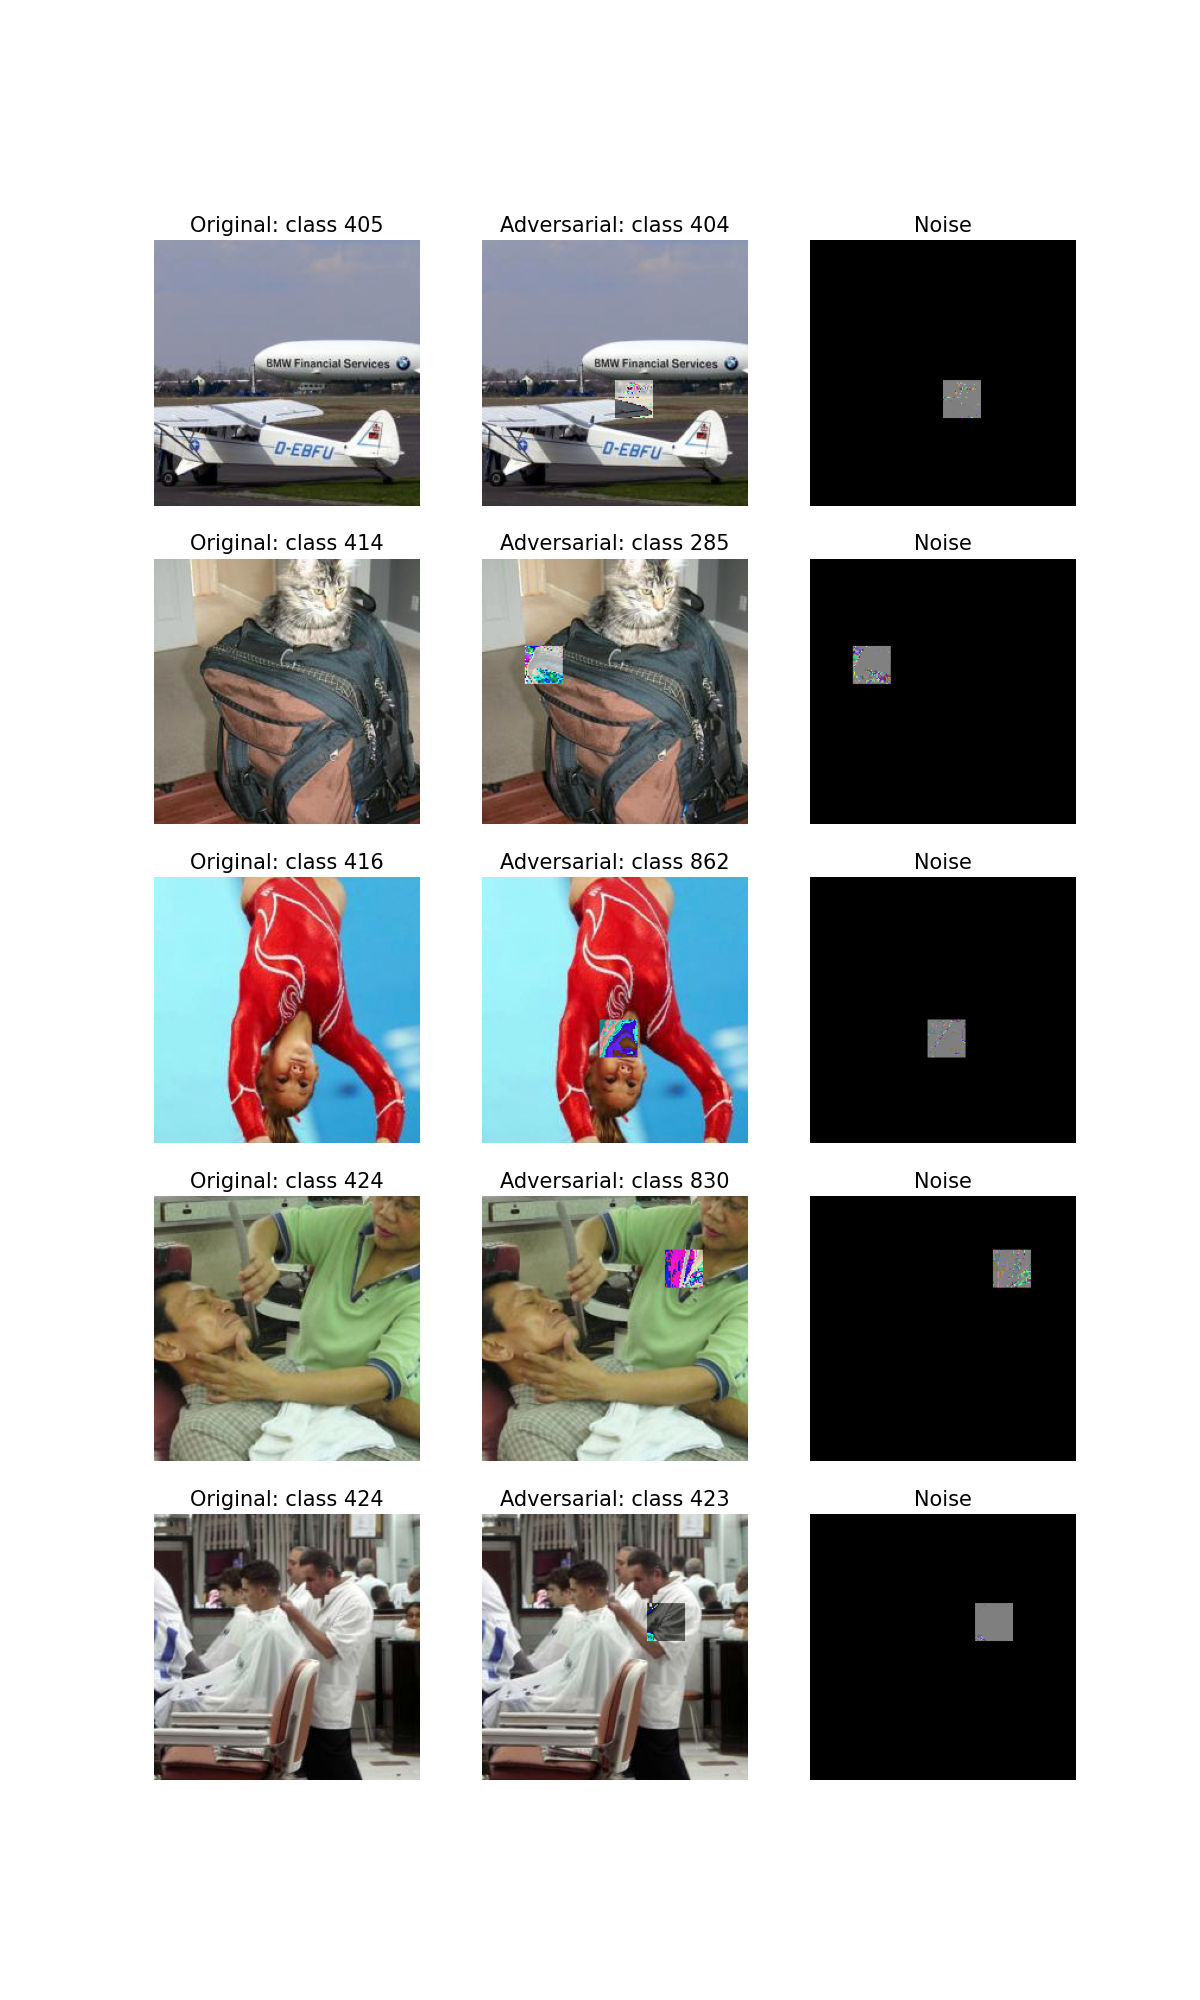 Original: class 405
Adversarial: class 404
Noise
BMW Financial Services
D-EBFU
BMW Financial Services
D-EBFU
Original: class 414
Adversarial: class 285
Noise
Original: class 416
Adversarial: class 862
Noise
Original: class 424
Adversarial: class 830
Noise
Original: class 424
Adversarial: class 423
Noise